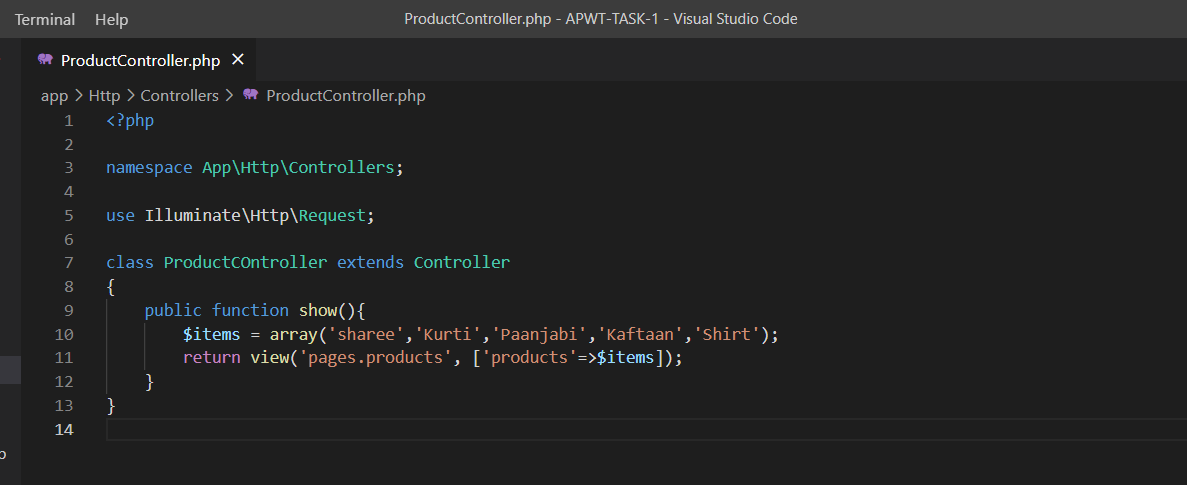 Terminal Help ProductController.php - APWT-TASK-1 - Visual Studio Code
ProductController.php ×
app > Http > Controllers > ProductController.php
1 <?php
2
3 namespace App\Http\Controllers;
4
5 use Illuminate\Http\Request;
6
7 class ProductCOntroller extends Controller
8 {
9     public function show(){
10         $items = array('sharee','Kurti','Paanjabi','Kaftaan','Shirt');
11         return view('pages.products', ['products'=>$items]);
12     }
13 }
14